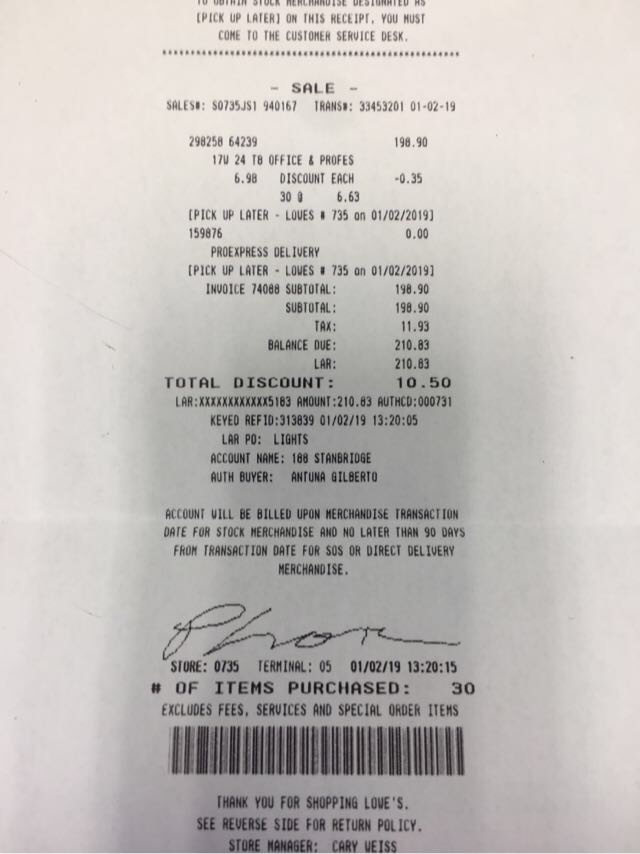 TO OBTAIN STOCK MERCHANDISE DESIGNATED AS
[PICK UP LATER] ON THIS RECEIPT, YOU MUST
COME TO THE CUSTOMER SERVICE DESK.
- SALE -
SALES#: S0735JS1 940167 TRANS#: 33453201 01-02-19
298258 64239 198.90
17W 24 T8 OFFICE & PROFES
6.98 DISCOUNT EACH -0.35
30 @ 6.63
[PICK UP LATER - LOWES # 735 on 01/02/2019]
159876 0.00
PROEXPRESS DELIVERY
[PICK UP LATER - LOWES # 735 on 01/02/2019]
INVOICE 74088 SUBTOTAL: 198.90
SUBTOTAL: 198.90
TAX: 11.93
BALANCE DUE: 210.83
LAR: 210.83
TOTAL DISCOUNT: 10.50
LAR:XXXXXXXXXXXX5183 AMOUNT:210.83 AUTHCD:000731
KEYED REFID:313839 01/02/19 13:20:05
LAR PO: LIGHTS
ACCOUNT NAME: 188 STANBRIDGE
AUTH BUYER: ANTUNA GILBERTO
ACCOUNT WILL BE BILLED UPON MERCHANDISE TRANSACTION
DATE FOR STOCK MERCHANDISE AND NO LATER THAN 90 DAYS
FROM TRANSACTION DATE FOR SOS OR DIRECT DELIVERY
MERCHANDISE.
STORE: 0735 TERMINAL: 05 01/02/19 13:20:15
# OF ITEMS PURCHASED: 30
EXCLUDES FEES, SERVICES AND SPECIAL ORDER ITEMS
THANK YOU FOR SHOPPING LOWE'S.
SEE REVERSE SIDE FOR RETURN POLICY.
STORE MANAGER: CARY WEISS